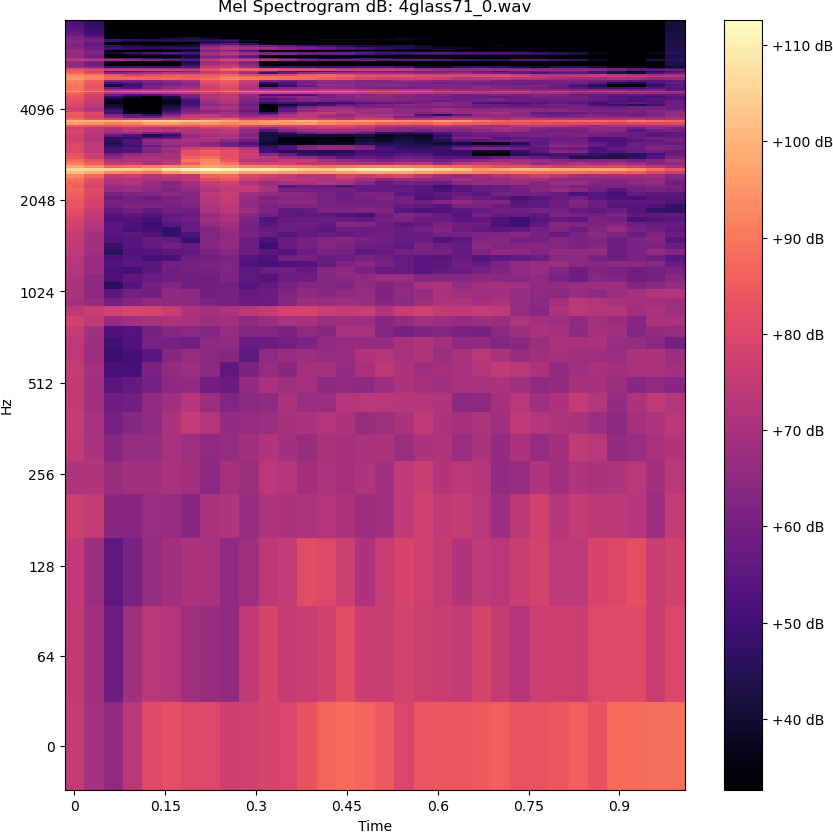 Mel Spectrogram dB: 4glass71_0.wav
+110 dB
4096
+100 dB
2048
+90 dB
1024
+80 dB
512
Hz
+70 dB
256
+60 dB
128
64
+50 dB
0
+40 dB
0 0.15 0.3 0.45 0.6 0.75 0.9
Time